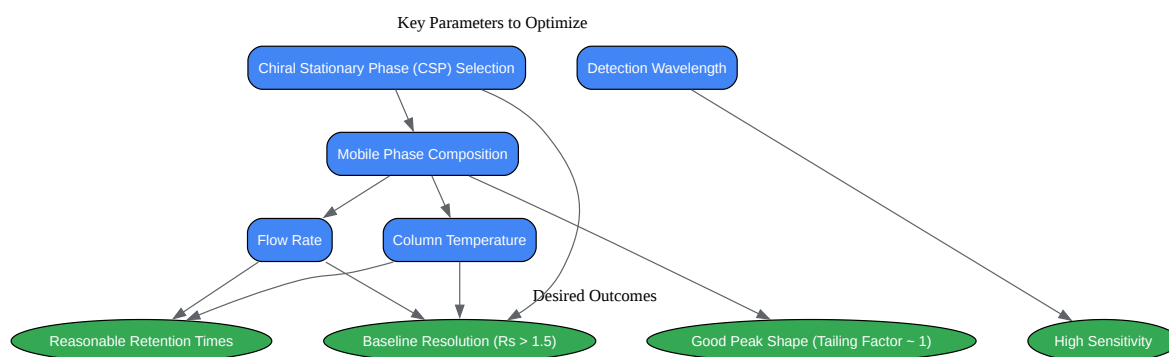 Key Parameters to Optimize
Chiral Stationary Phase (CSP) Selection
Detection Wavelength
Mobile Phase Composition
Flow Rate
Column Temperature
Desired Outcomes
Reasonable Retention Times
Baseline Resolution (Rs > 1.5)
Good Peak Shape (Tailing Factor ~ 1)
High Sensitivity